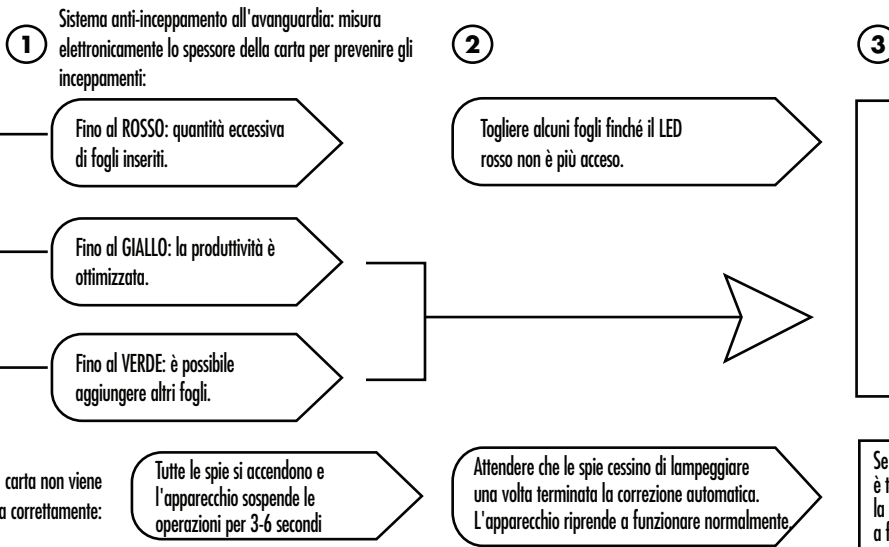 1
Sistema anti-inceppamento all'avanguardia: misura
elettronicamente lo spessore della carta per prevenire gli
inceppamenti:
2
3
Fino al ROSSO: quantità eccessiva
di fogli inseriti.
Togliere alcuni fogli finché il LED
rosso non è più acceso.
Fino al GIALLO: la produttività è
ottimizzata.
Fino al VERDE: è possibile
aggiungere altri fogli.
carta non viene
a correttamente:
Tutte le spie si accendono e
l'apparecchio sospende le
operazioni per 3-6 secondi
Attendere che le spie cessino di lampeggiare
una volta terminata la correzione automatica.
L'apparecchio riprende a funzionare normalmente.
Se
è t
la
a f